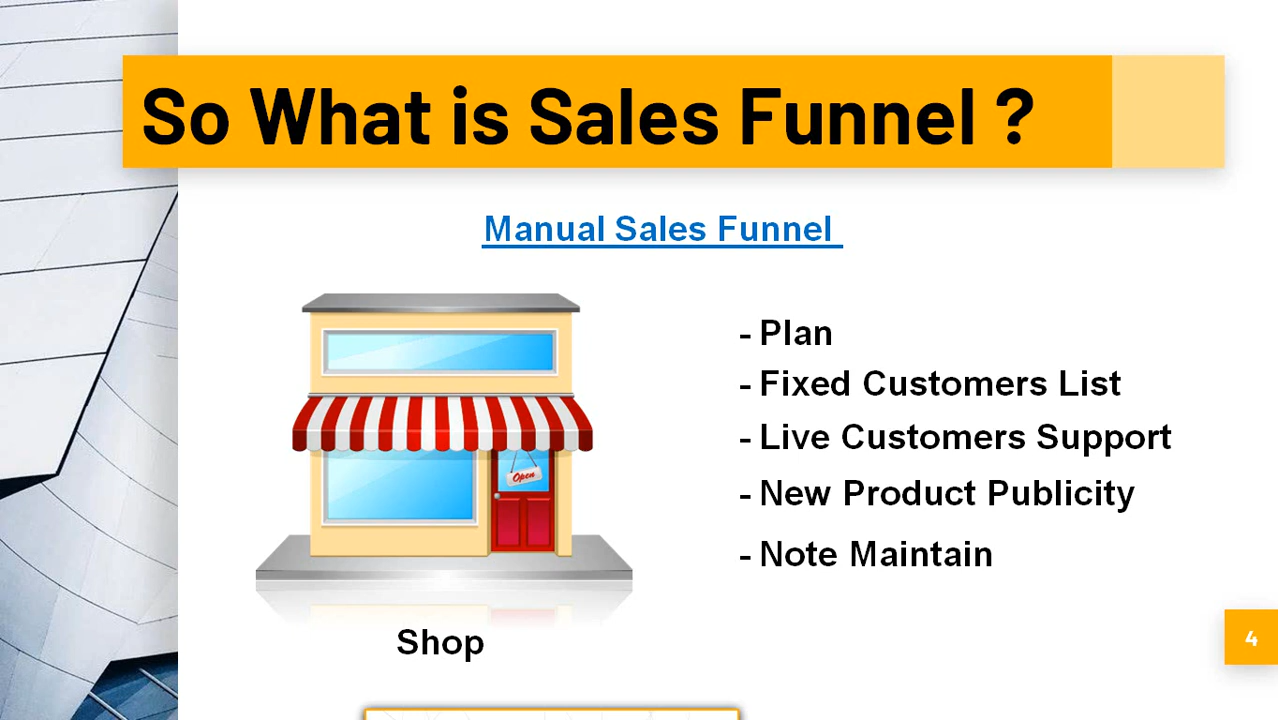 So What is Sales Funnel ?
Manual Sales Funnel
- Plan
- Fixed Customers List
- Live Customers Support
- New Product Publicity
- Note Maintain
Open
Shop
4